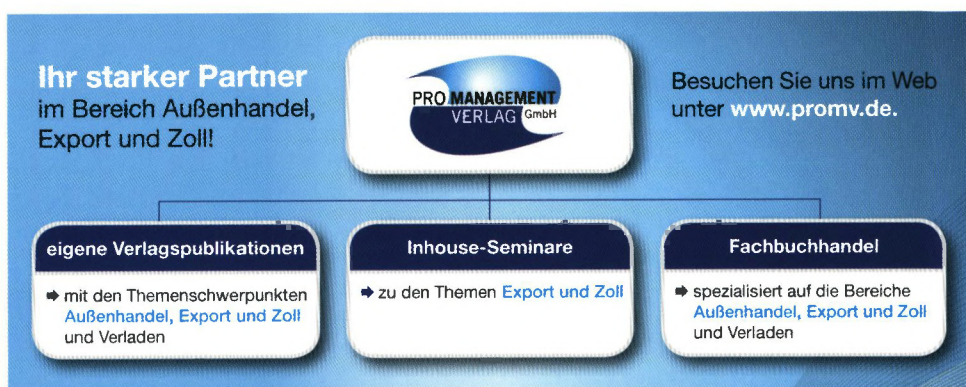 Ihr starker Partner
im Bereich Außenhandel,
Export und Zoll!
PRO MANAGEMENT
VERLAG GmbH
Besuchen Sie uns im Web
unter www.promv.de.
eigene Verlagspublikationen
➡ mit den Themenschwerpunkten
Außenhandel, Export und Zoll
und Verladen
Inhouse-Seminare
➡ zu den Themen Export und Zoll
Fachbuchhandel
➡ spezialisiert auf die Bereiche
Außenhandel, Export und Zoll
und Verladen